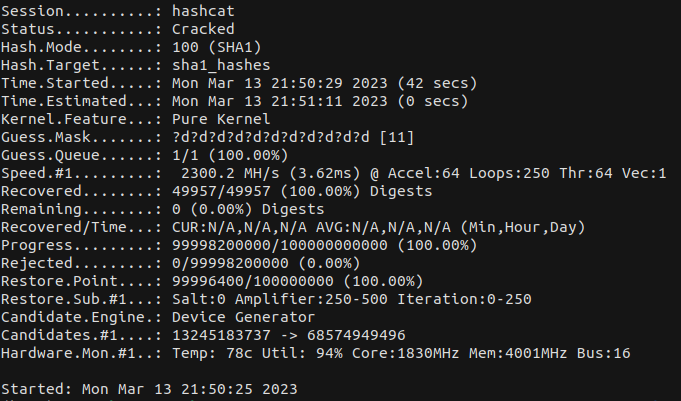 Session..........: hashcat
Status...........: Cracked
Hash.Mode........: 100 (SHA1)
Hash.Target......: sha1_hashes
Time.Started.....: Mon Mar 13 21:50:29 2023 (42 secs)
Time.Estimated...: Mon Mar 13 21:51:11 2023 (0 secs)
Kernel.Feature...: Pure Kernel
Guess.Mask.......: ?d?d?d?d?d?d?d?d?d?d?d [11]
Guess.Queue......: 1/1 (100.00%)
Speed.#1.........:  2300.2 MH/s (3.62ms) @ Accel:64 Loops:250 Thr:64 Vec:1
Recovered........: 49957/49957 (100.00%) Digests
Remaining........: 0 (0.00%) Digests
Recovered/Time...: CUR:N/A,N/A,N/A AVG:N/A,N/A,N/A (Min,Hour,Day)
Progress.........: 99998200000/100000000000 (100.00%)
Rejected.........: 0/99998200000 (0.00%)
Restore.Point....: 99996400/100000000 (100.00%)
Restore.Sub.#1...: Salt:0 Amplifier:250-500 Iteration:0-250
Candidate.Engine.: Device Generator
Candidates.#1....: 13245183737 -> 68574949496
Hardware.Mon.#1..: Temp: 78c Util: 94% Core:1830MHz Mem:4001MHz Bus:16
Started: Mon Mar 13 21:50:25 2023